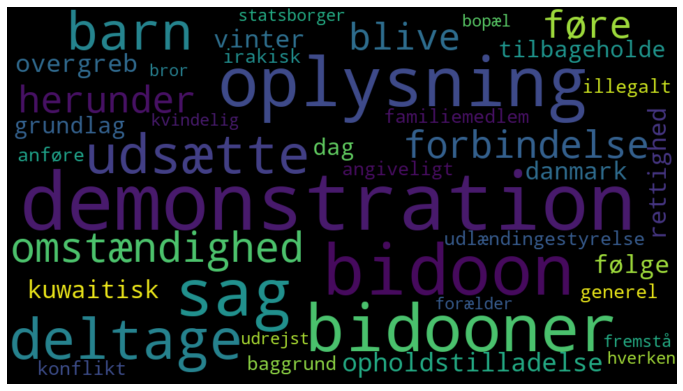 statsborger bopæl føre
barn vinter blive tilbageholde
overgreb bror irakisk oplysning illegalt
herunder kvindelig familiemedlem rettighed
grundlag udsætte dag forbindelse
anføre angiveligt danmark
demonstration
omstændighed bidoon udlændingestyrelse
følge
kuwaitisk sag generel
deltage forælder bidooner
udrejst fremstå
konflikt baggrund opholdstilladelse hverken